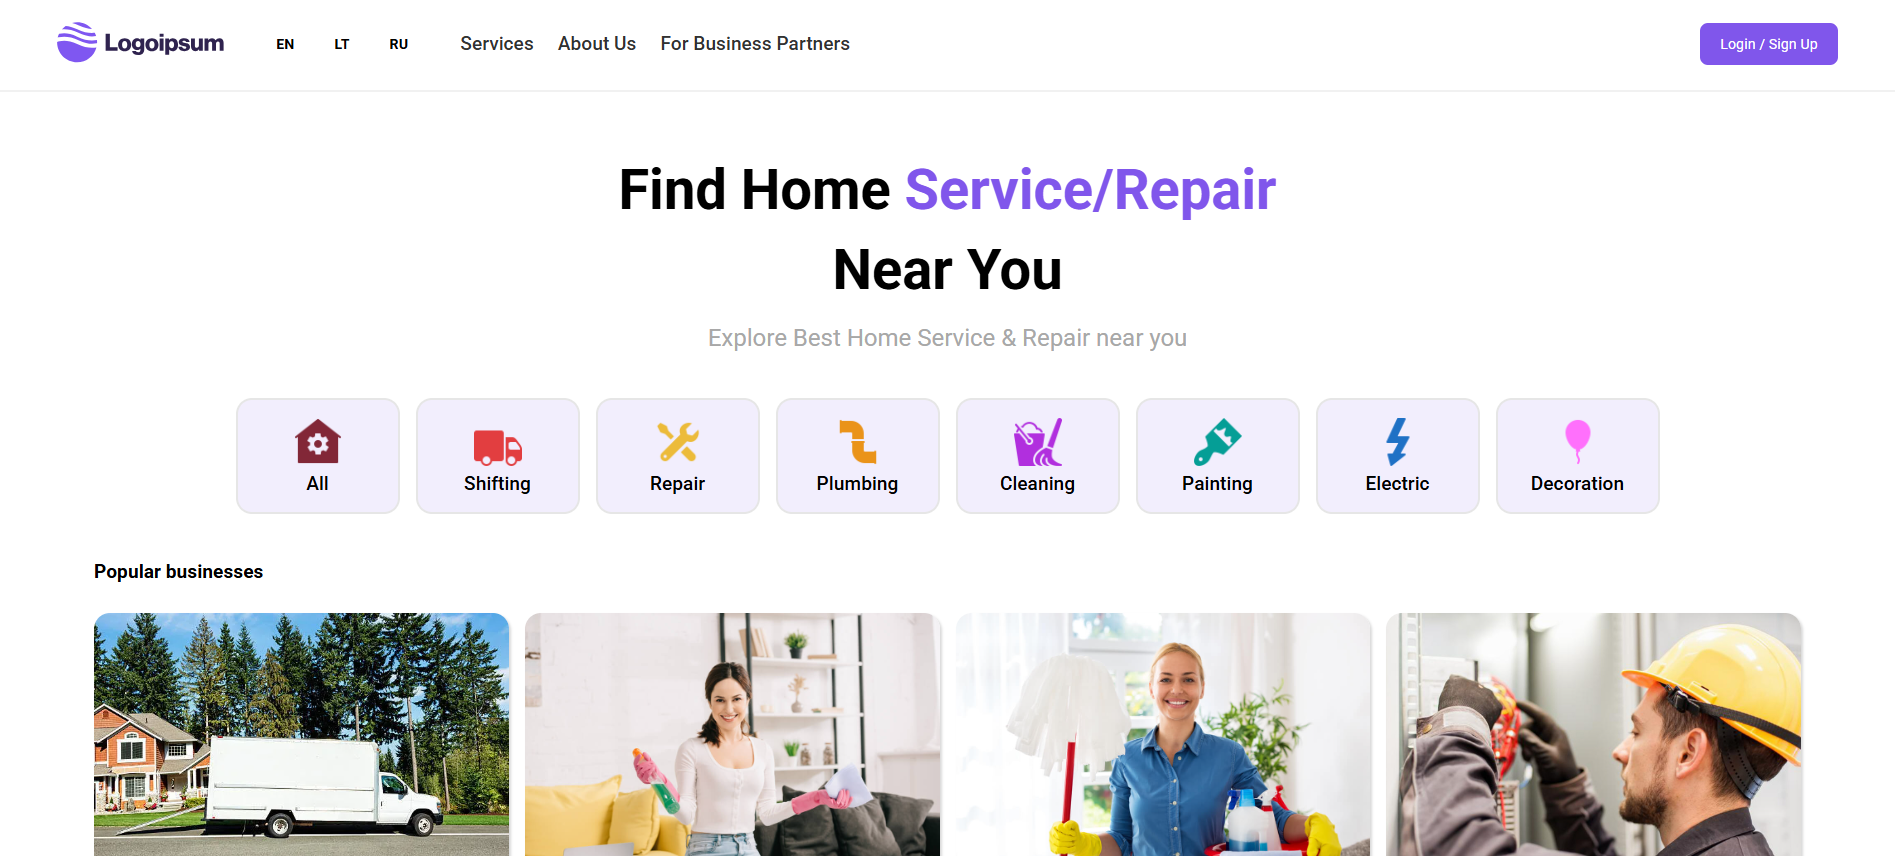 Logoipsum EN LT RU Services About Us For Business Partners Login / Sign Up
Find Home Service/Repair
Near You
Explore Best Home Service & Repair near you
All Shifting Repair Plumbing Cleaning Painting Electric Decoration
Popular businesses